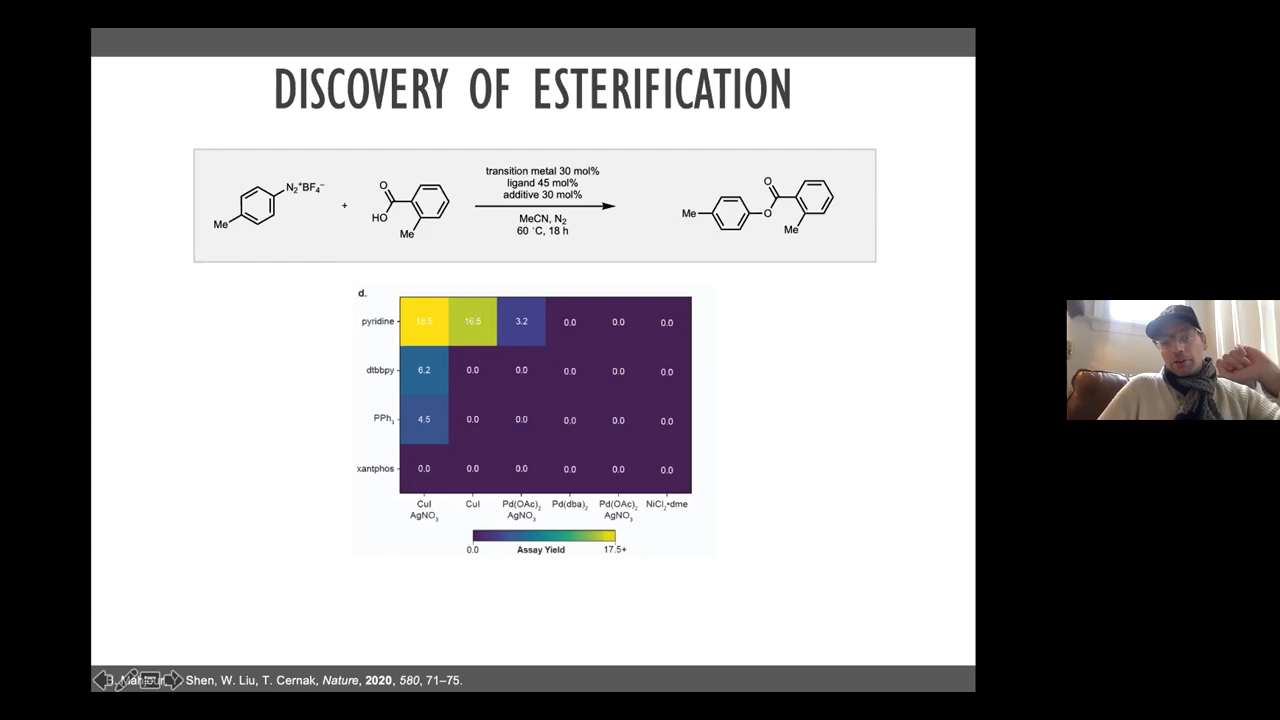 DISCOVERY OF ESTERIFICATION
N₂⁺BF₄⁻
Me
+
O
HO
Me
transition metal 30 mol%
ligand 45 mol%
additive 30 mol%
MeCN, N₂
60 °C, 18 h
Me
O
O
Me
d.
pyridine 18.5 16.5 3.2 0.0 0.0 0.0
dtbbpy 6.2 0.0 0.0 0.0 0.0 0.0
PPh₃ 4.5 0.0 0.0 0.0 0.0 0.0
xantphos 0.0 0.0 0.0 0.0 0.0 0.0
CuI CuI Pd(OAc)₂ Pd(dba)₂ Pd(OAc)₂ NiCl₂•dme
AgNO₃ AgNO₃ AgNO₃
0.0 Assay Yield 17.5+
Shen, W. Liu, T. Cernak, Nature, 2020, 580, 71–75.